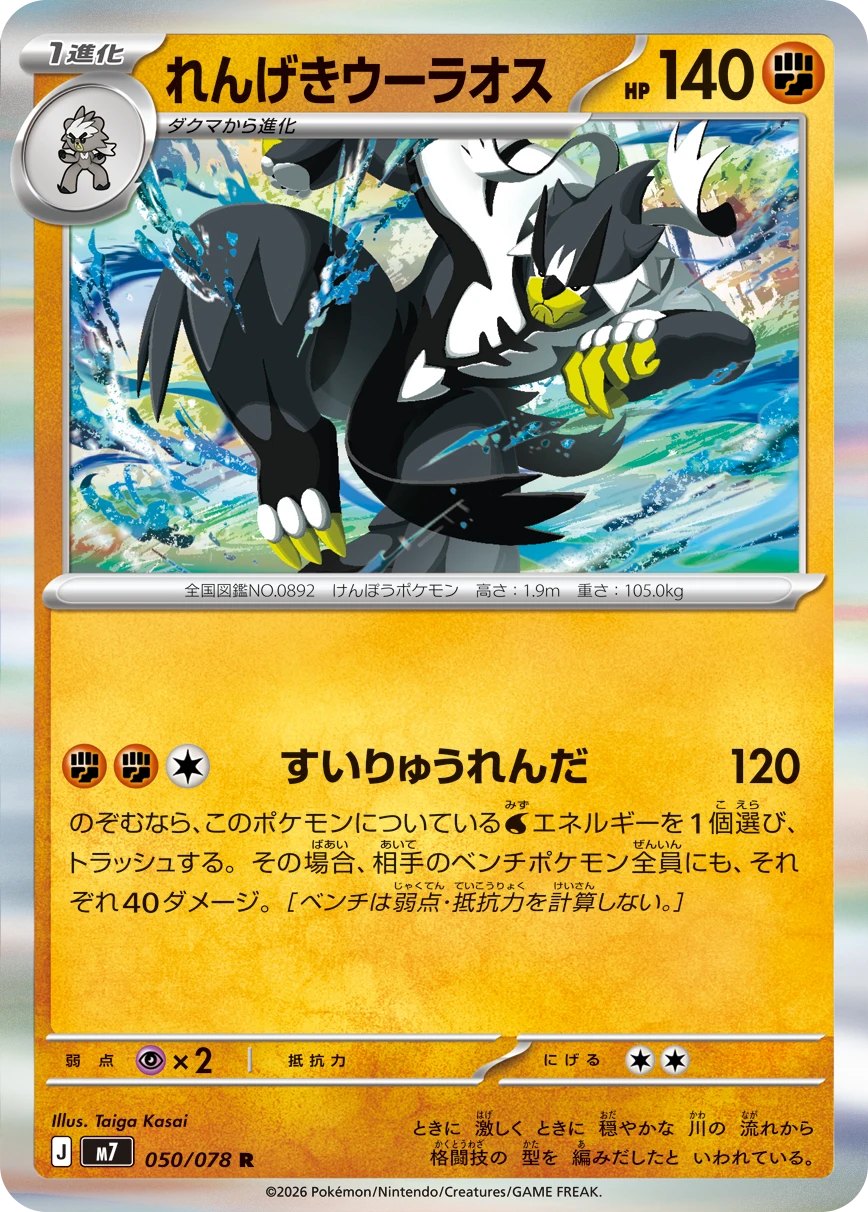 1進化
れんげきウーラオス
HP 140
ダクマから進化
全国図鑑NO.0892 けんぽうポケモン 高さ:1.9m 重さ:105.0kg
すいりゅうれんだ 120
のぞむなら、このポケモンについているエネルギーを1個選び、
トラッシュする。その場合、相手のベンチポケモン全員にも、それ
ぞれ40ダメージ。[ベンチは弱点・抵抗力を計算しない。]
弱点 ×2 抵抗力 にげる
Illus. Taiga Kasai
J m7 050/078 R
ときに 激しく ときに 穏やかな 川の 流れから
格闘技の 型を 編みだしたと いわれている。
©2026 Pokémon/Nintendo/Creatures/GAME FREAK.